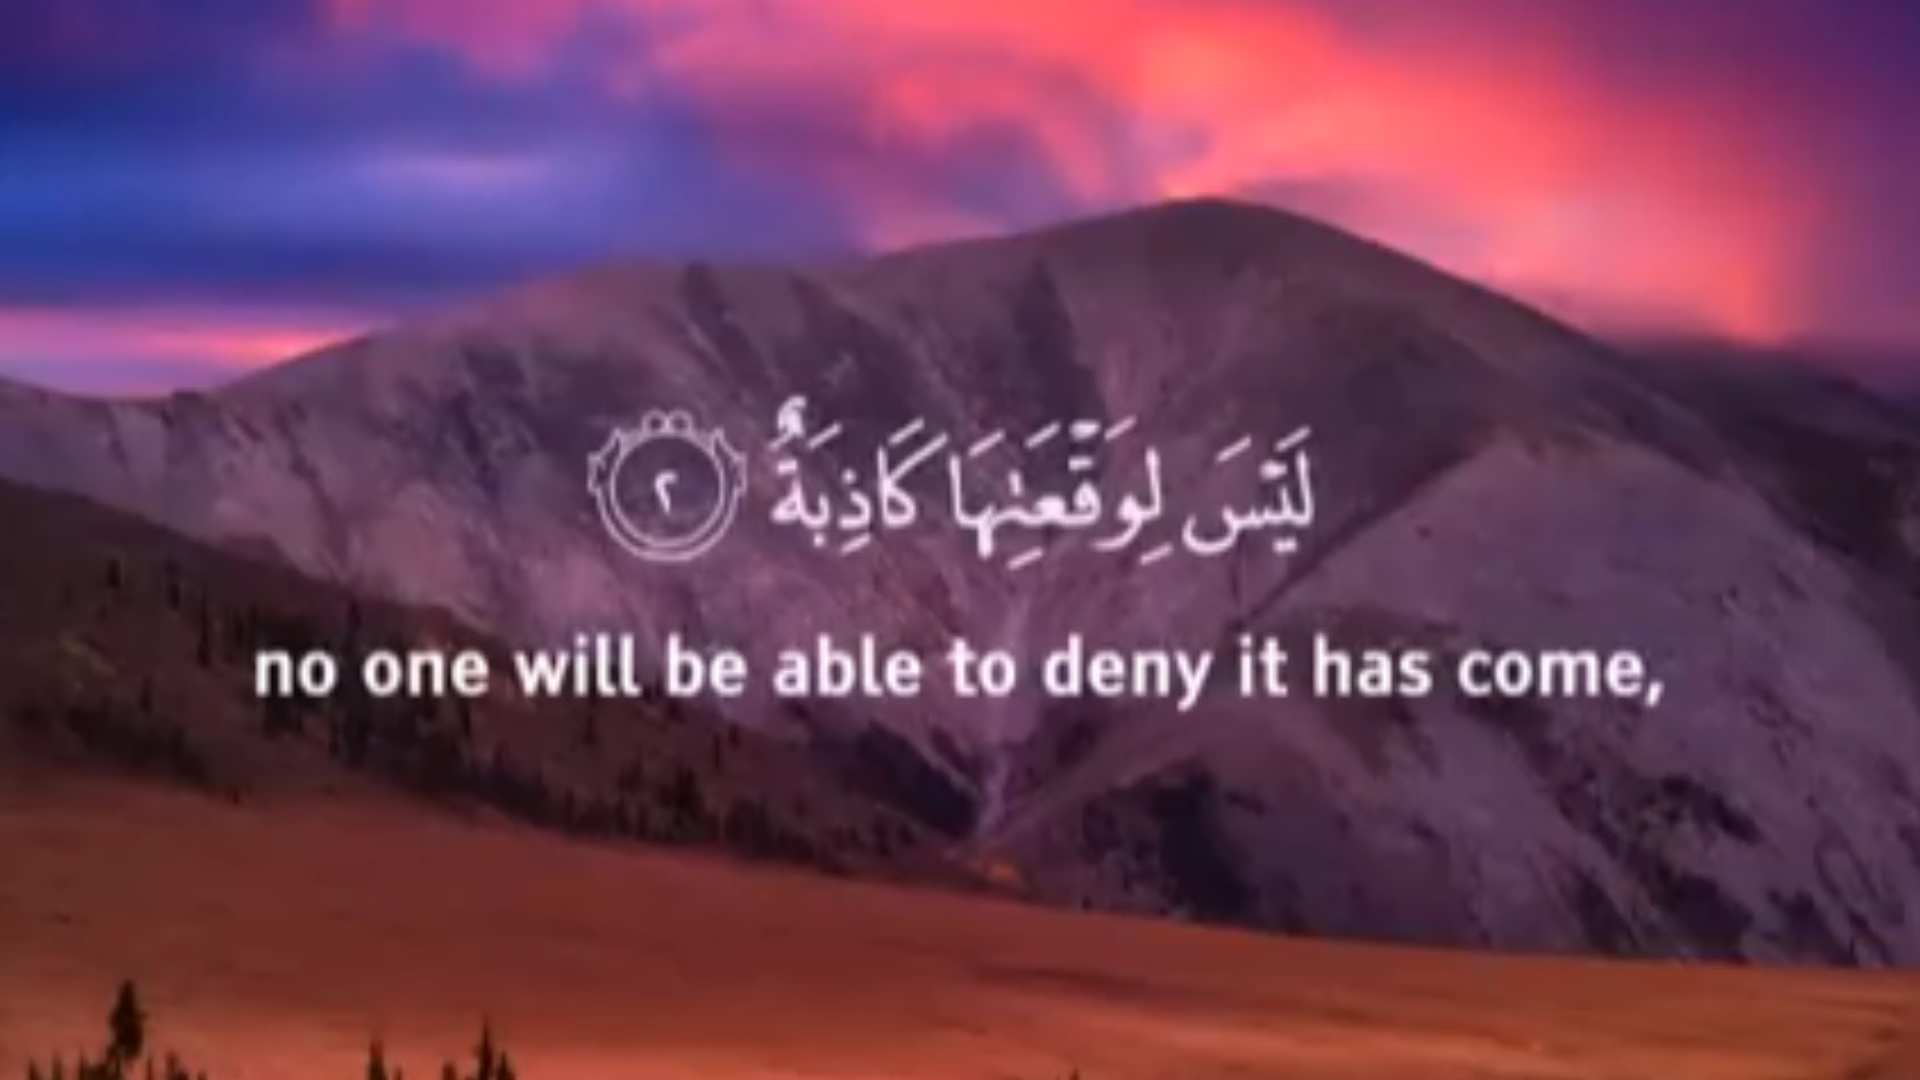 لَيۡسَ لِوَقۡعَتِهَا كَاذِبَةٌ ٢
no one will be able to deny it has come,